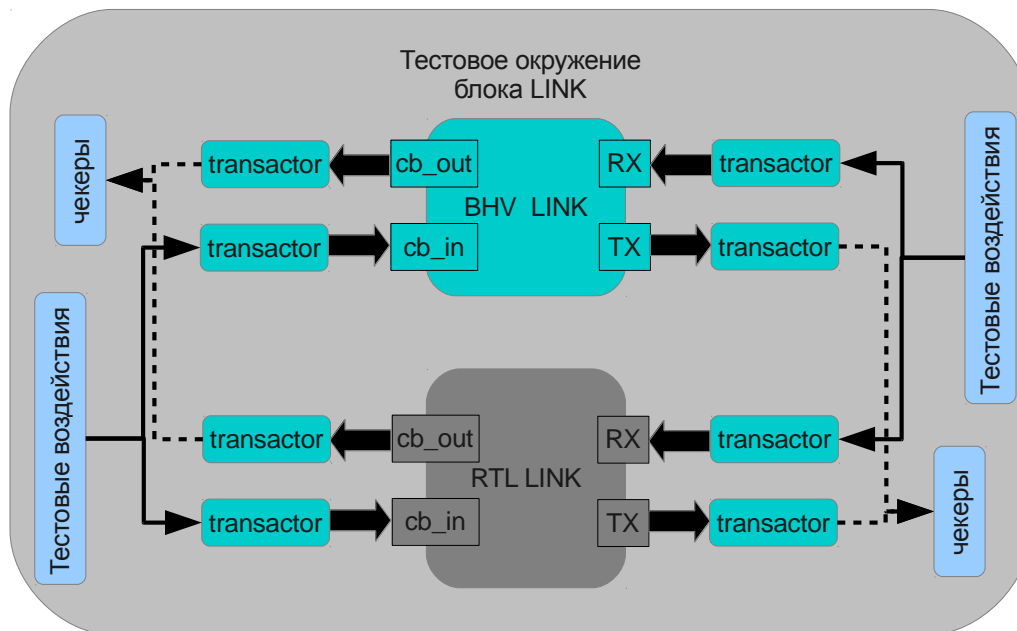 Тестовое окружение
блока LINK
чекеры
transactor
cb_out
RX
transactor
Тестовые воздействия
BHV LINK
transactor
cb_in
TX
transactor
Тестовые воздействия
transactor
cb_out
RX
transactor
RTL LINK
transactor
cb_in
TX
transactor
чекеры